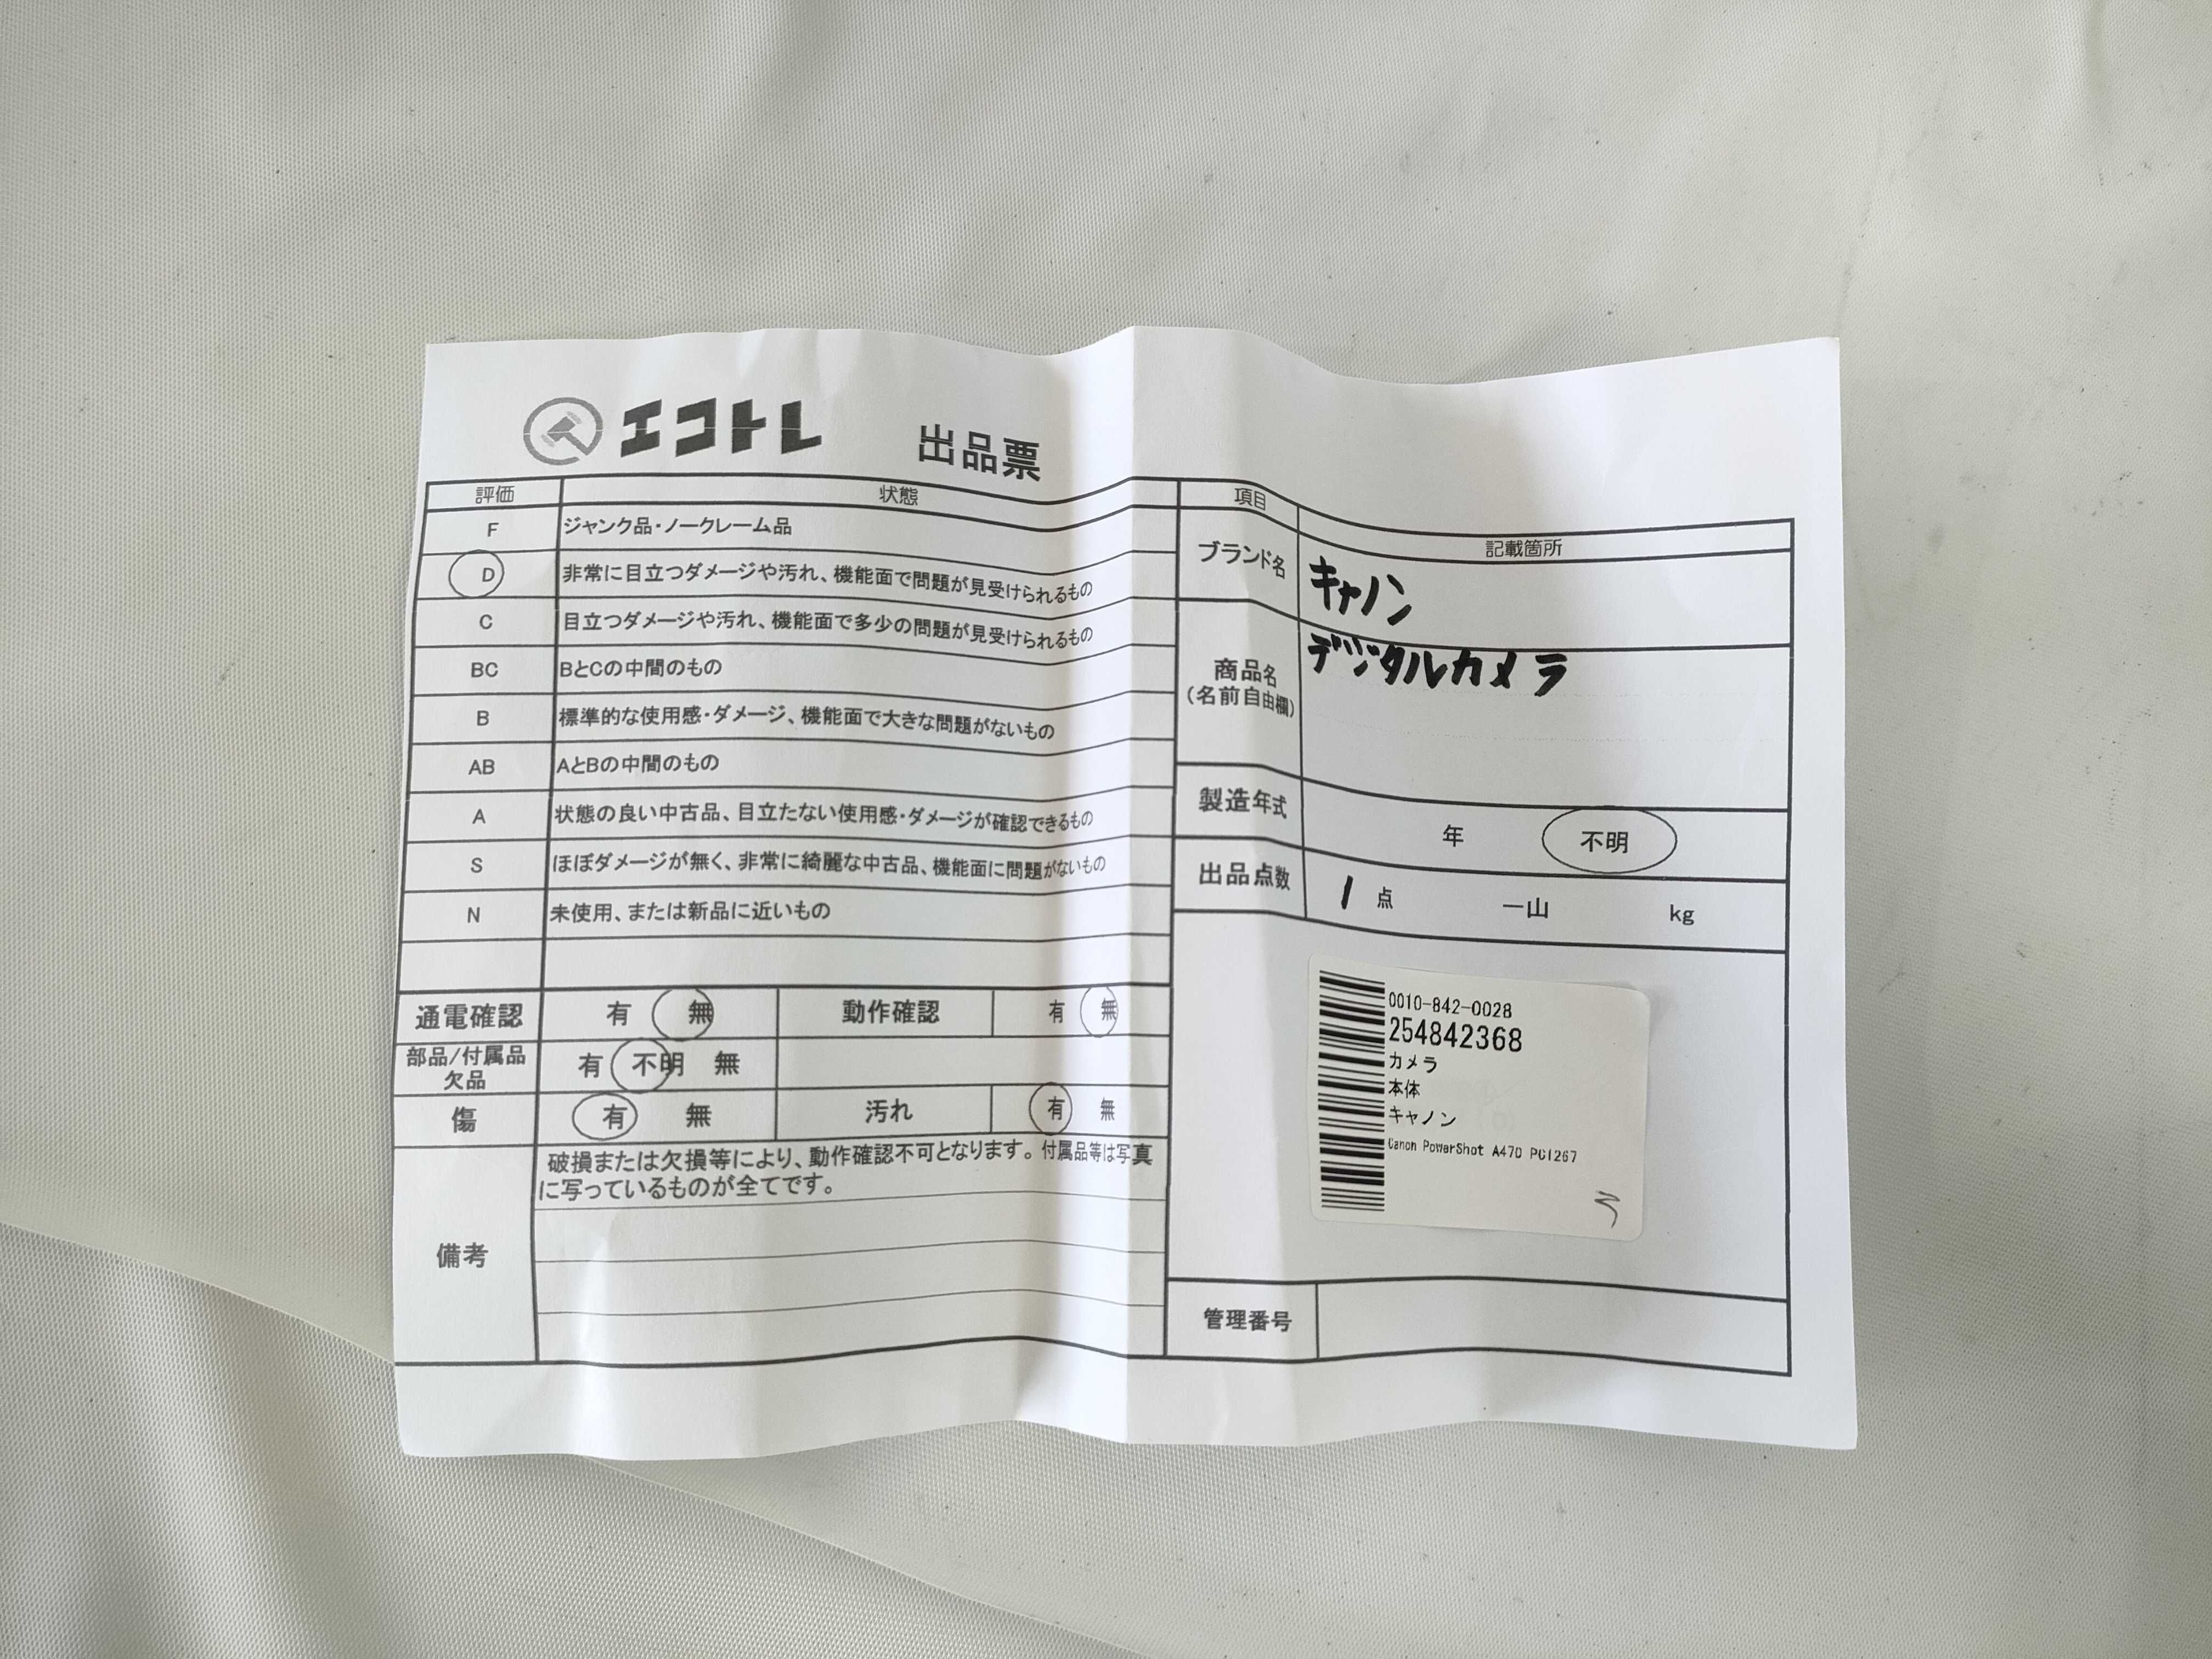 エコトレ 出品票
評価 状態
F ジャンク品・ノークレーム品
D 非常に目立つダメージや汚れ、機能面で問題が見受けられるもの
C 目立つダメージや汚れ、機能面で多少の問題が見受けられるもの
BC BとCの中間のもの
B 標準的な使用感・ダメージ、機能面で大きな問題がないもの
AB AとBの中間のもの
A 状態の良い中古品、目立たない使用感・ダメージが確認できるもの
S ほぼダメージが無く、非常に綺麗な中古品、機能面に問題がないもの
N 未使用、または新品に近いもの
通電確認 有 無 動作確認 有 無
部品/付属品
欠品 有 不明 無
傷 有 無 汚れ 有 無
備考
破損または欠損等により、動作確認不可となります。付属品等は写真
に写っているものが全てです。
項目 記載箇所
ブランド名 キャノン
商品名
(名前自由欄)
デジタルカメラ
製造年式 年 不明
出品点数 1 点 一山 kg
0010-842-0028
254842368
カメラ
本体
キャノン
Canon PowerShot A470 PC1267
管理番号